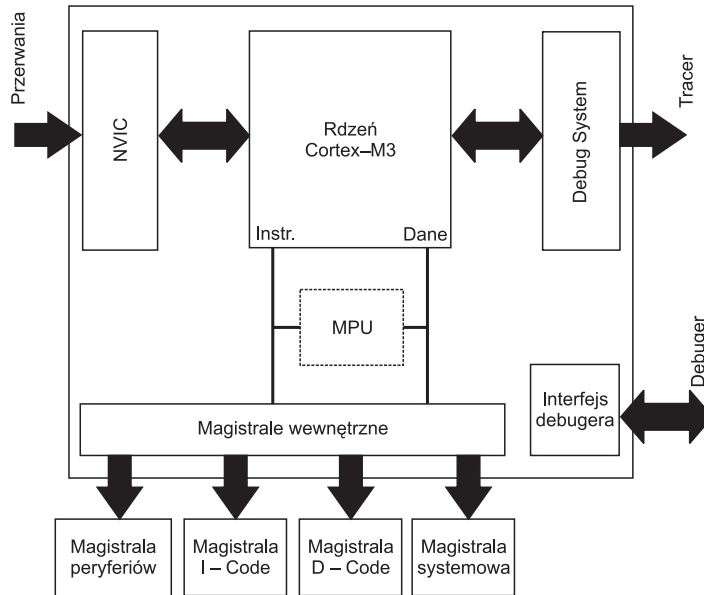 Przerwania
NVIC
Rdzeń
Cortex–M3
Debug System
Tracer
Instr.
Dane
MPU
Debuger
Interfejs
debugera
Magistrale wewnętrzne
Magistrala
peryferiów
Magistrala
I – Code
Magistrala
D – Code
Magistrala
systemowa